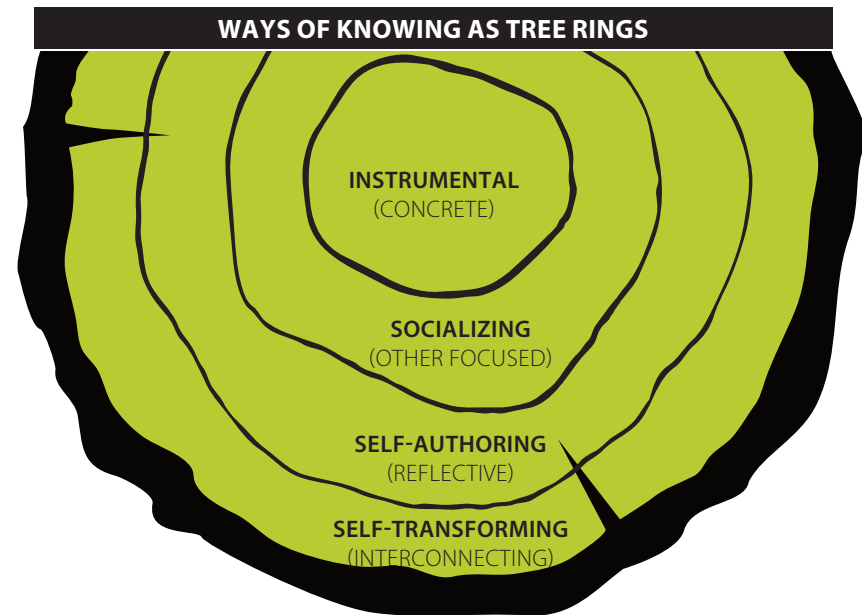 WAYS OF KNOWING AS TREE RINGS
INSTRUMENTAL
(CONCRETE)
SOCIALIZING
(OTHER FOCUSED)
SELF-AUTHORING
(REFLECTIVE)
SELF-TRANSFORMING
(INTERCONNECTING)